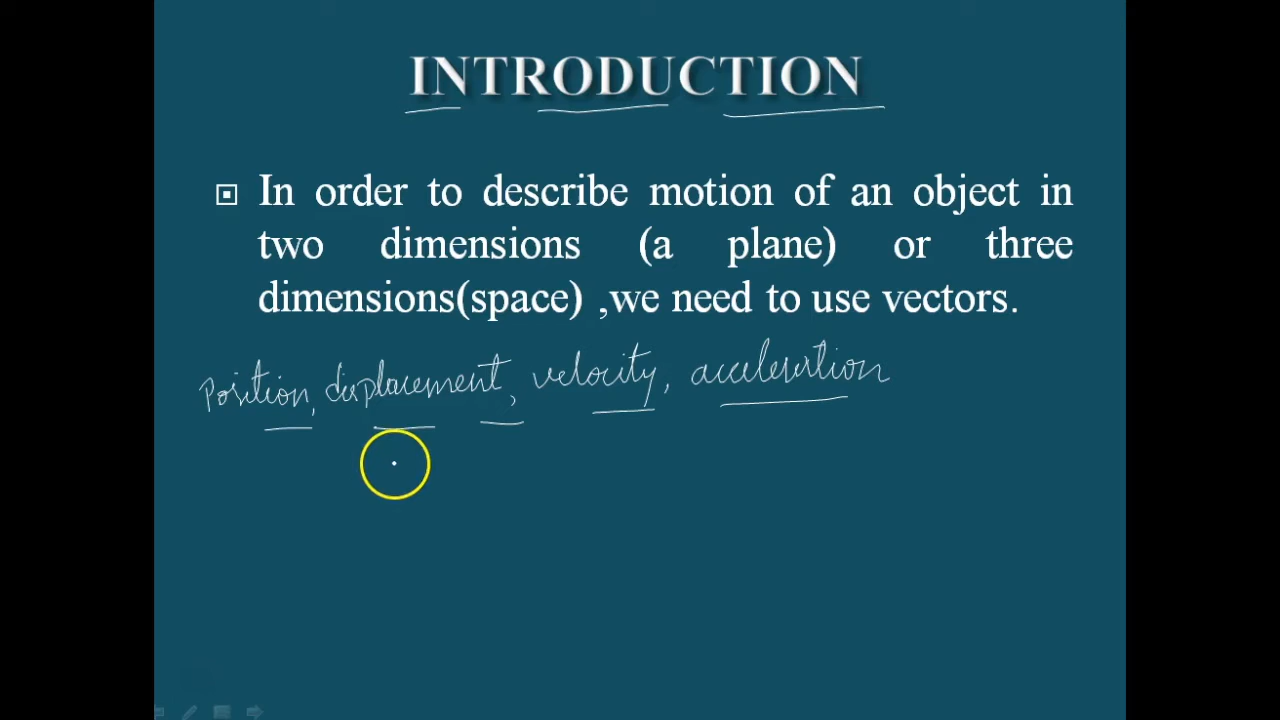 INTRODUCTION
In order to describe motion of an object in
two dimensions (a plane) or three
dimensions(space) ,we need to use vectors.
Position, displacement, velocity, acceleration